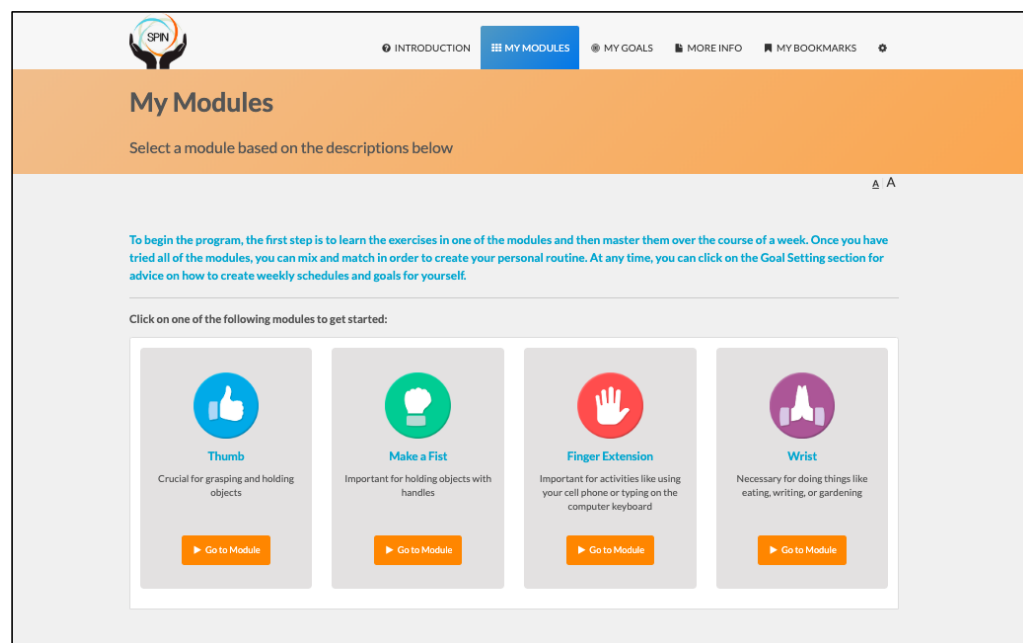 SPIN
INTRODUCTION
MY MODULES
MY GOALS
MORE INFO
MY BOOKMARKS
My Modules
Select a module based on the descriptions below
A A
To begin the program, the first step is to learn the exercises in one of the modules and then master them over the course of a week. Once you have
tried all of the modules, you can mix and match in order to create your personal routine. At any time, you can click on the Goal Setting section for
advice on how to create weekly schedules and goals for yourself.
Click on one of the following modules to get started:
Thumb
Crucial for grasping and holding
objects
Go to Module
Make a Fist
Important for holding objects with
handles
Go to Module
Finger Extension
Important for activities like using
your cell phone or typing on the
computer keyboard
Go to Module
Wrist
Necessary for doing things like
eating, writing, or gardening
Go to Module